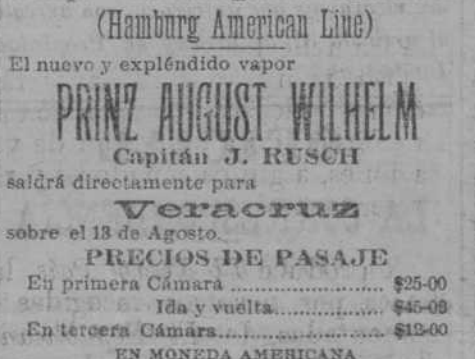 (Hamburg American Line)
El nuevo y expléndido vapor
PRINZ AUGUST WILHELM
Capitán J. RUSCH
saldrá directamente para
Veracruz
sobre el 13 de Agosto.
PRECIOS DE PASAJE
En primera Cámara ............... $25-00
Ida y vuelta ............... $45-00
En tercera Cámara ............... $12-00
EN MONEDA AMERICANA